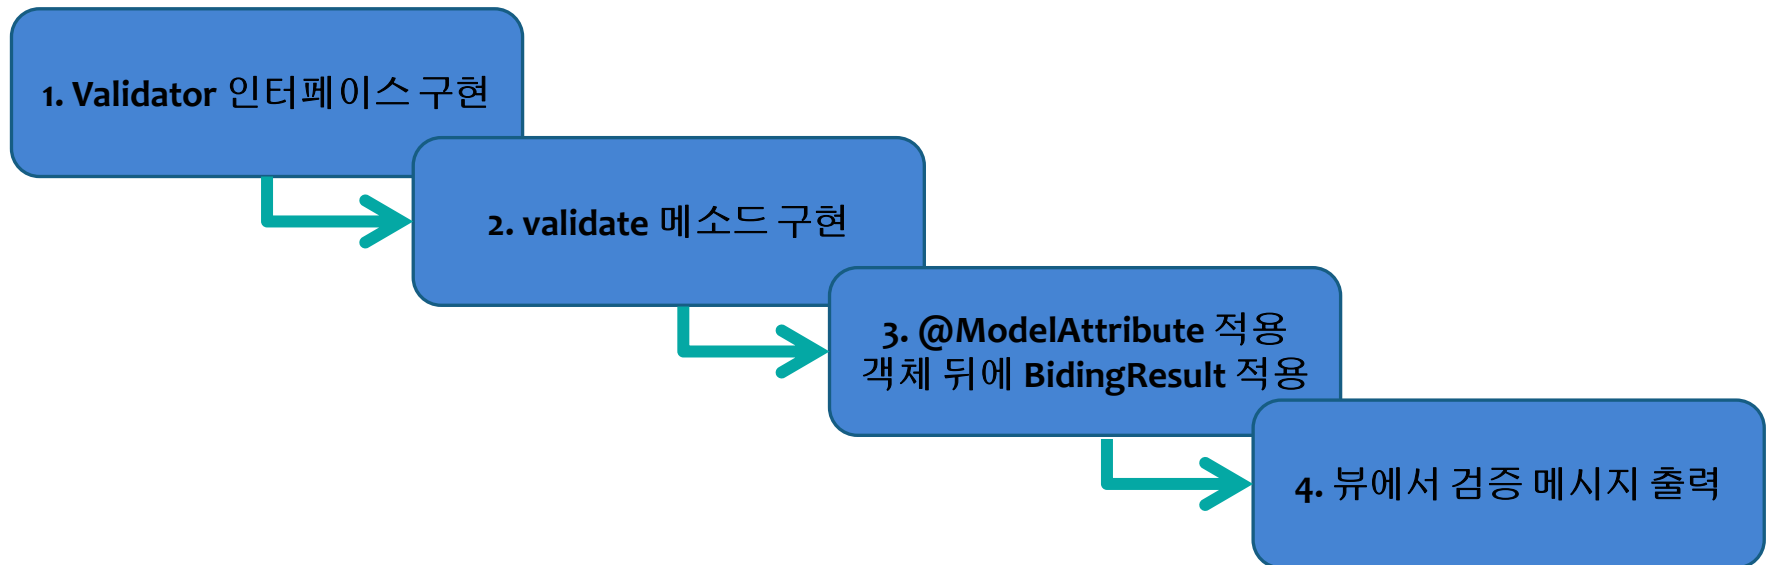 1. Validator 인터페이스 구현
2. validate 메소드 구현
3. @ModelAttribute 적용
객체 뒤에 BidingResult 적용
4. 뷰에서 검증 메시지 출력